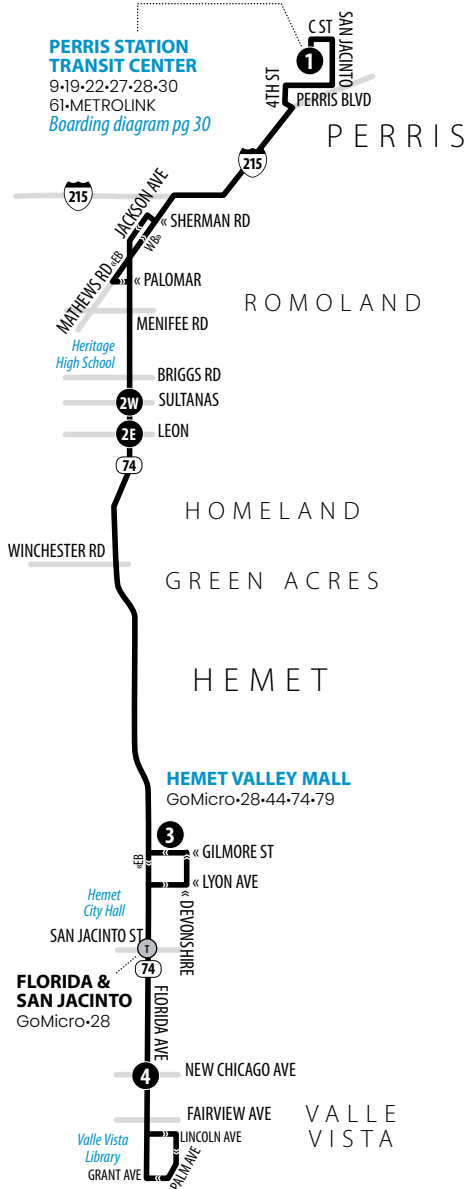 C ST
SAN JACINTO
PERRIS STATION
TRANSIT CENTER
9•19•22•27•28•30
61•METROLINK
Boarding diagram pg 30
1
4TH ST
PERRIS BLVD
PERRIS
215
215
JACKSON AVE
« SHERMAN RD
WB»
«EB
MATHEWS RD
« PALOMAR
ROMOLAND
MENIFEE RD
Heritage
High School
BRIGGS RD
2W
SULTANAS
2E
LEON
74
HOMELAND
WINCHESTER RD
GREEN ACRES
HEMET
HEMET VALLEY MALL
GoMicro•28•44•74•79
3
«EB
« GILMORE ST
« LYON AVE
Hemet
City Hall
DEVONSHIRE »
SAN JACINTO ST
T
FLORIDA &
SAN JACINTO
GoMicro•28
74
FLORIDA AVE
4
NEW CHICAGO AVE
FAIRVIEW AVE
VALLE
VISTA
LINCOLN AVE
Valle Vista
Library
GRANT AVE
PALM AVE